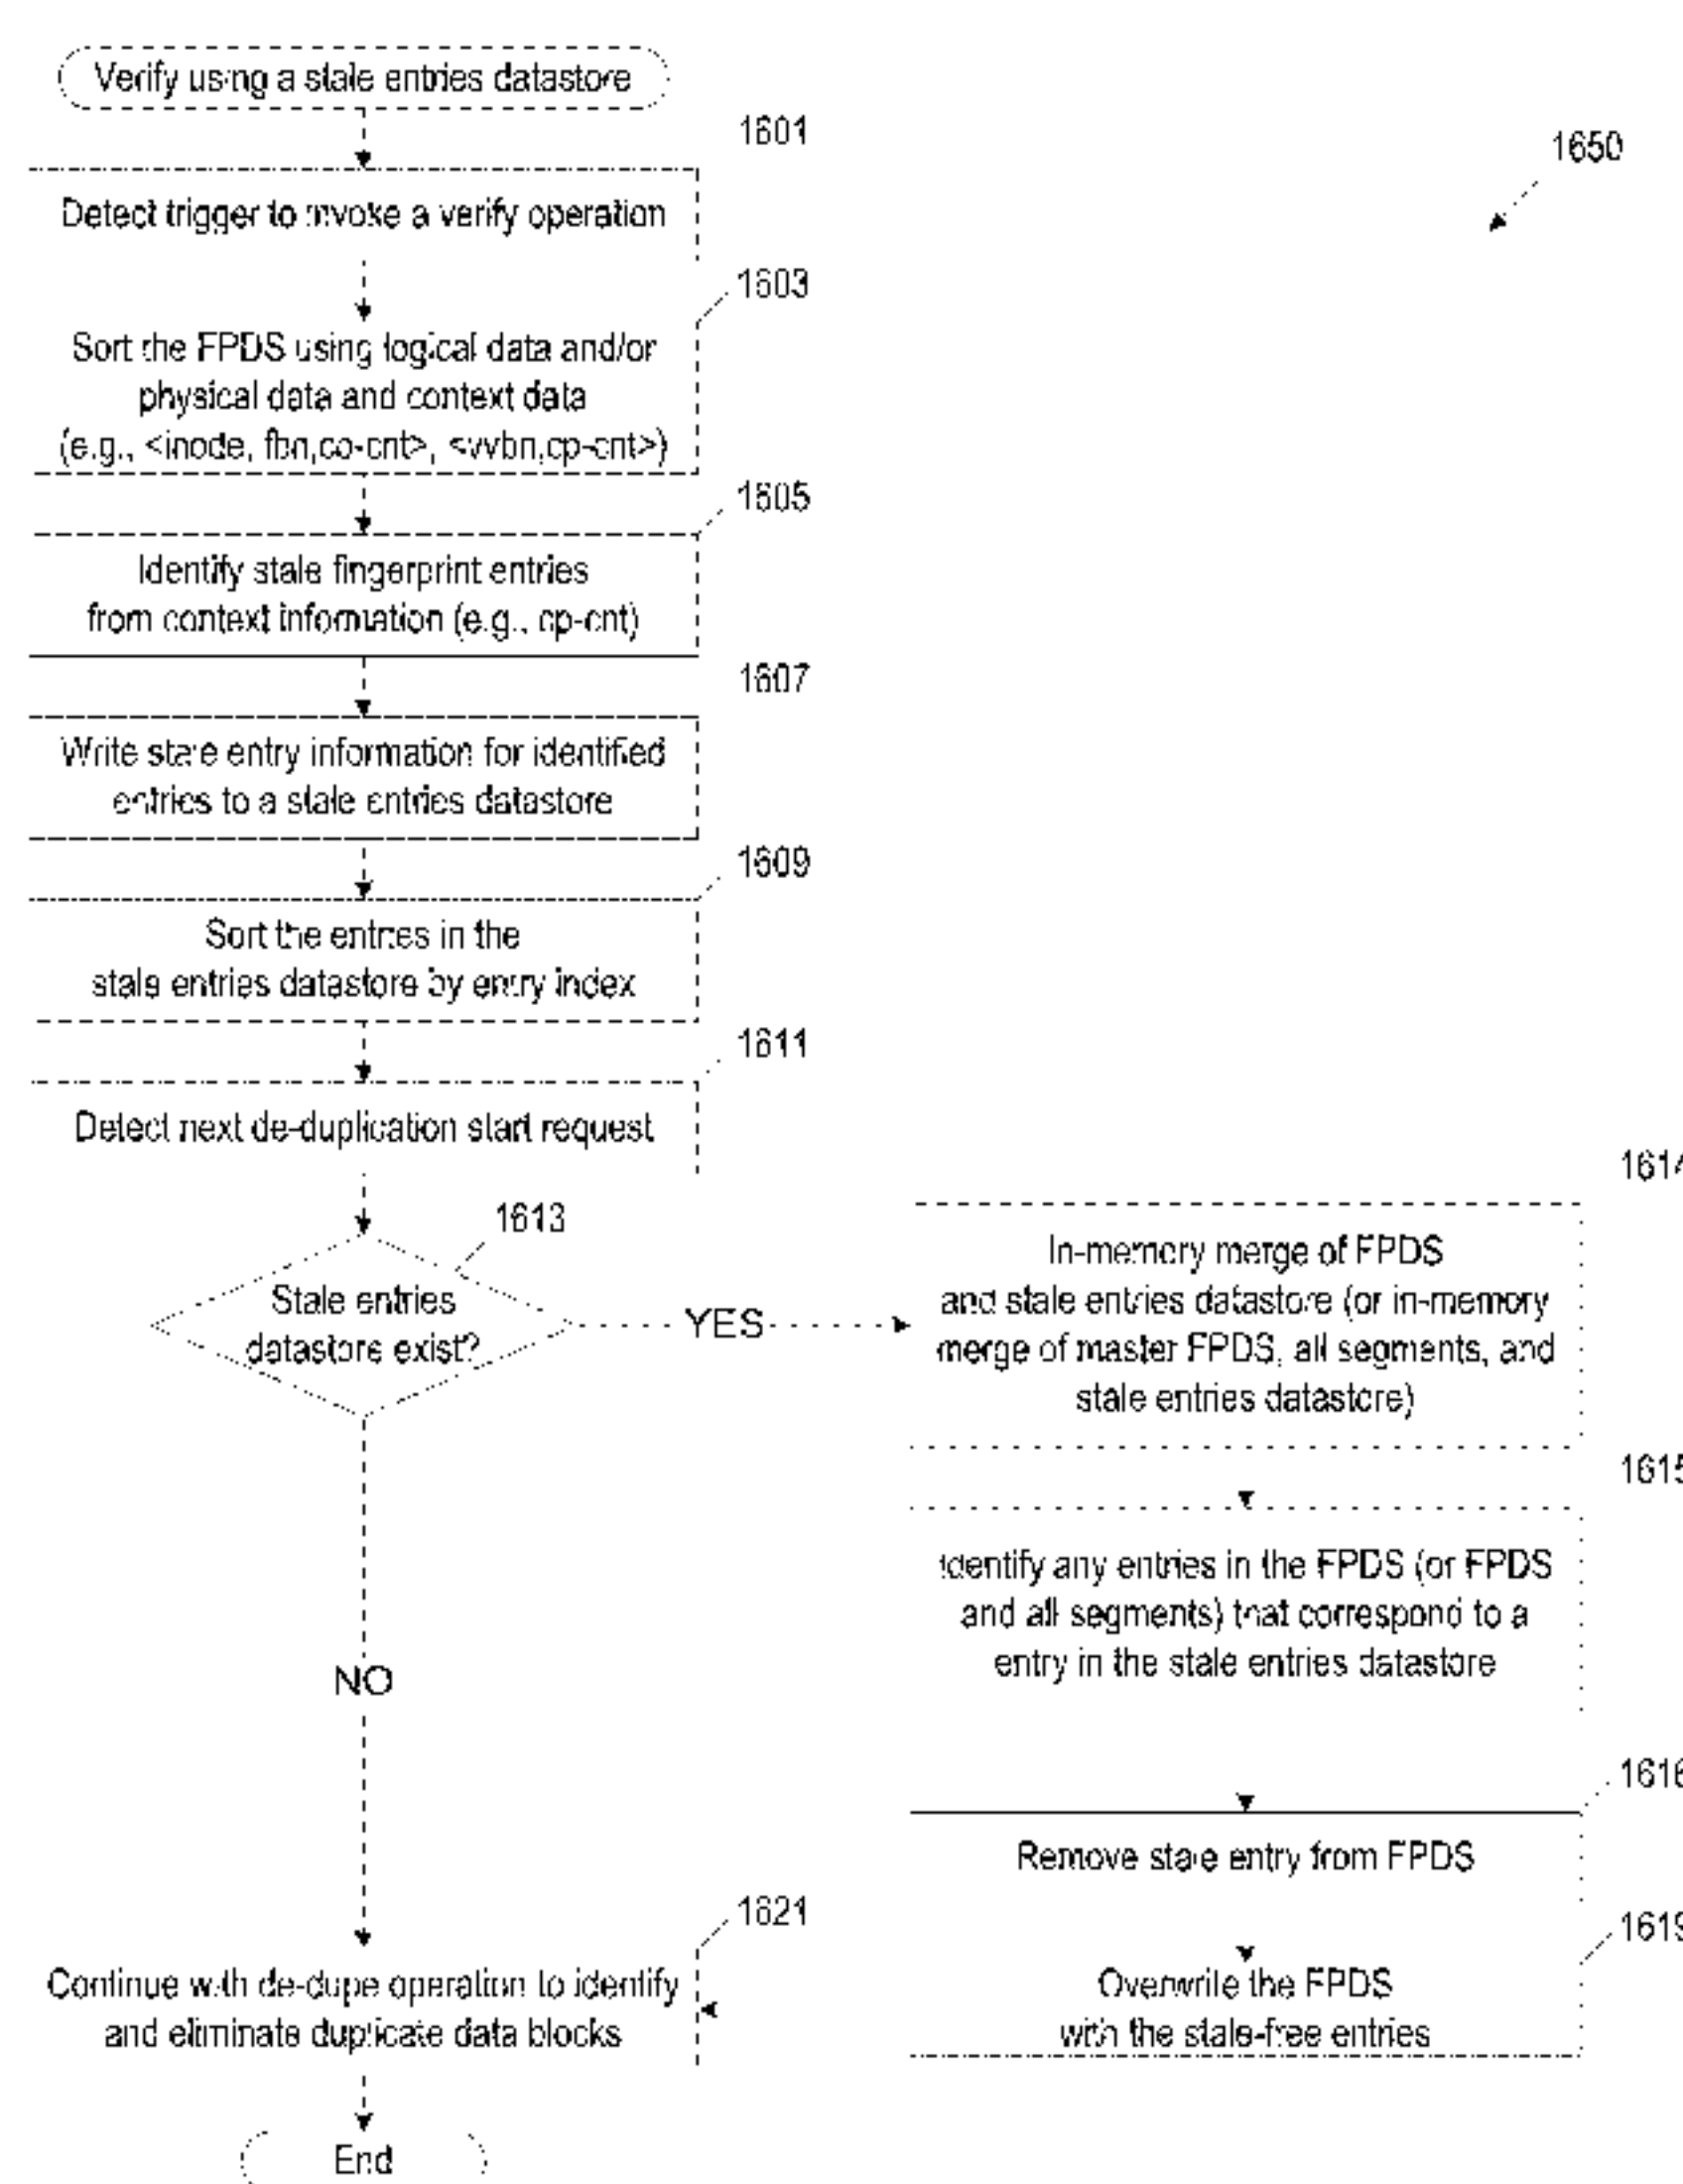 Verify using a stale entries datastore
1601
1650
Detect trigger to invoke a verify operation
1603
Sort the FPDS using logical data and/or
physical data and context data
(e.g., <inode, fbn,cp-cnt>, <vvbn,cp-cnt>)
1605
Identify stale fingerprint entries
from context information (e.g., cp-cnt)
1607
Write stale entry information for identified
entries to a stale entries datastore
1609
Sort the entries in the
stale entries datastore by entry index
1611
Detect next de-duplication start request
1613
Stale entries
datastore exist?
YES
NO
1614
In-memory merge of FPDS
and stale entries datastore (or in-memory
merge of master FPDS, all segments, and
stale entries datastore)
1615
Identify any entries in the FPDS (or FPDS
and all segments) that correspond to a
entry in the stale entries datastore
1616
Remove stale entry from FPDS
1619
Overwrite the FPDS
with the stale-free entries
1621
Continue with de-dupe operation to identify
and eliminate duplicate data blocks
End